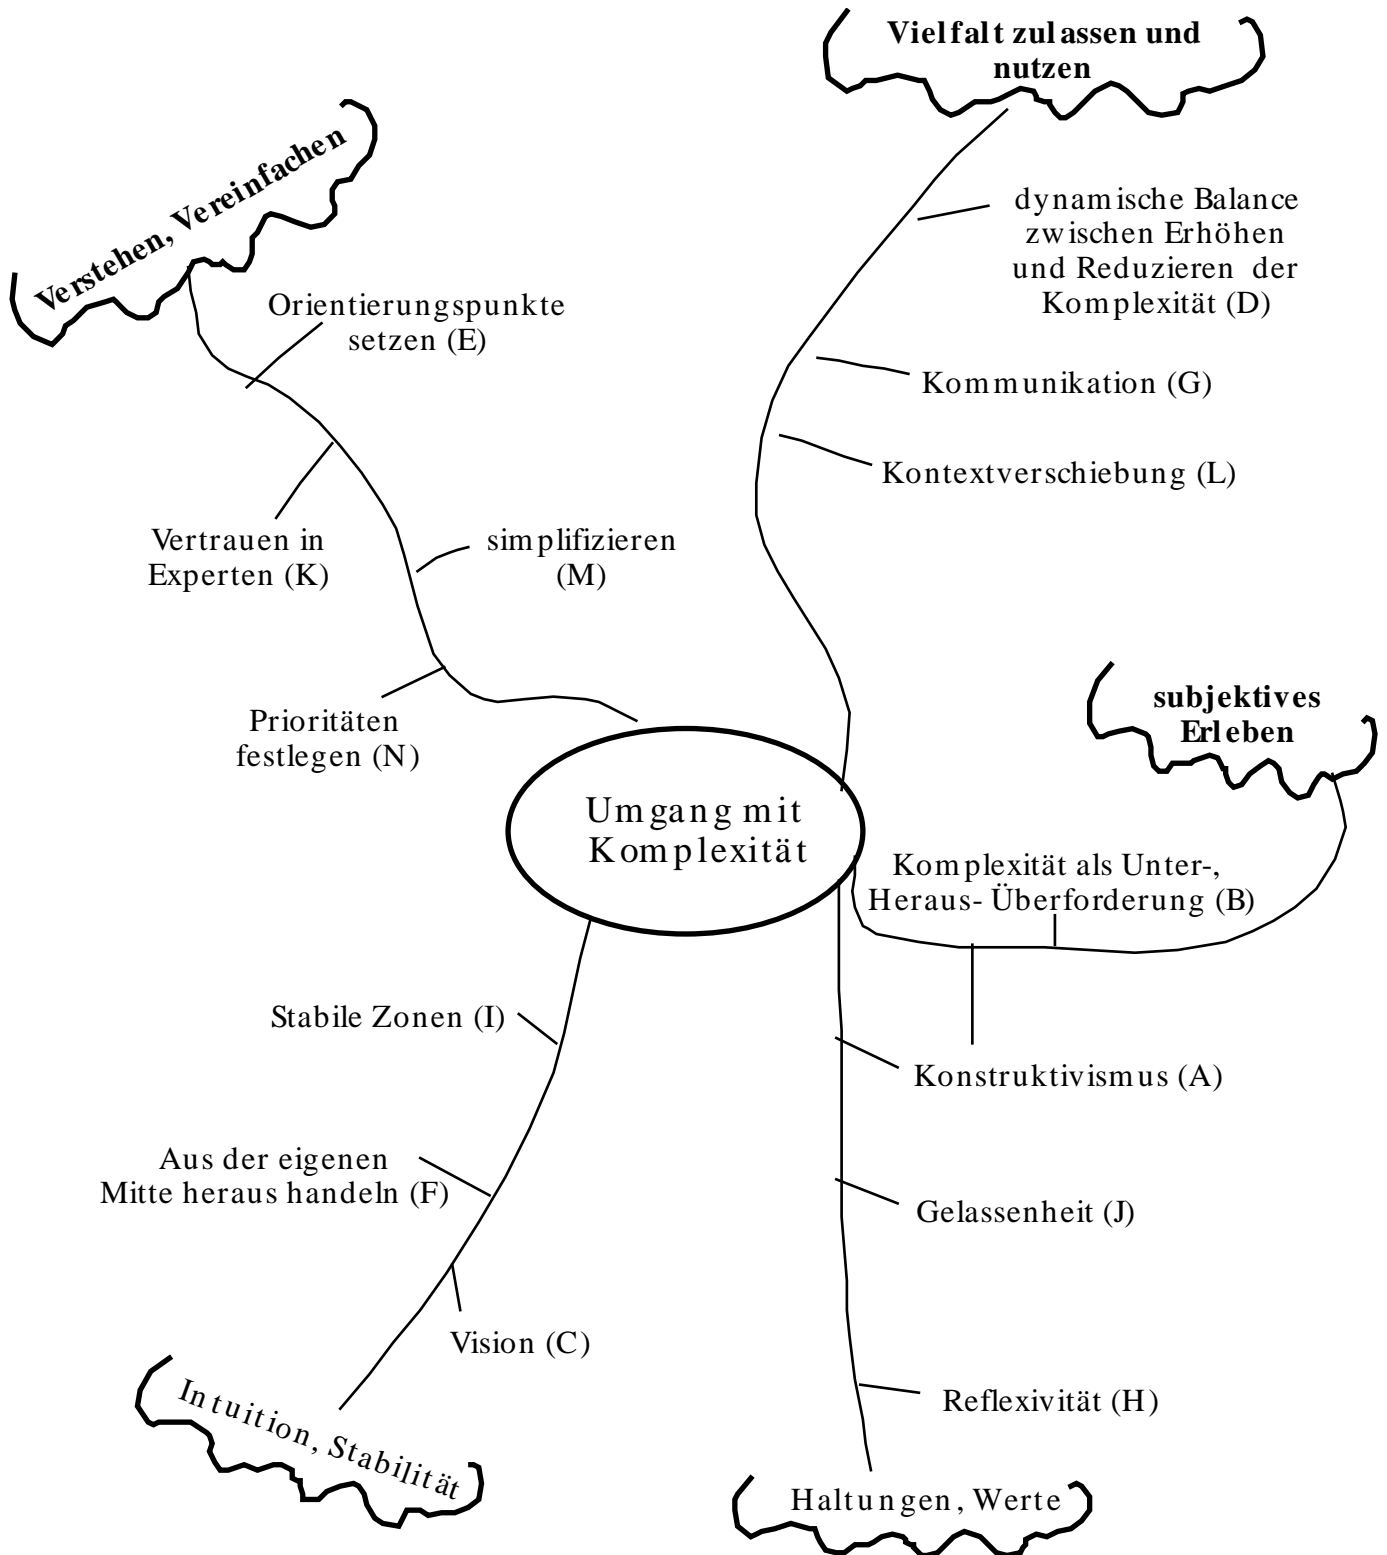 Vielfalt zulassen und
nutzen
Verstehen, Vereinfachen
dynamische Balance
zwischen Erhöhen
und Reduzieren der
Komplexität (D)
Orientierungspunkte
setzen (E)
Kommunikation (G)
Kontextverschiebung (L)
Vertrauen in
Experten (K)
simplifizieren
(M)
Prioritäten
festlegen (N)
subjektives
Erleben
Umgang mit
Komplexität
Komplexität als Unter-,
Heraus- Überforderung (B)
Stabile Zonen (I)
Konstruktivismus (A)
Aus der eigenen
Mitte heraus handeln (F)
Gelassenheit (J)
Vision (C)
Reflexivität (H)
Intuition, Stabilität
Haltungen, Werte